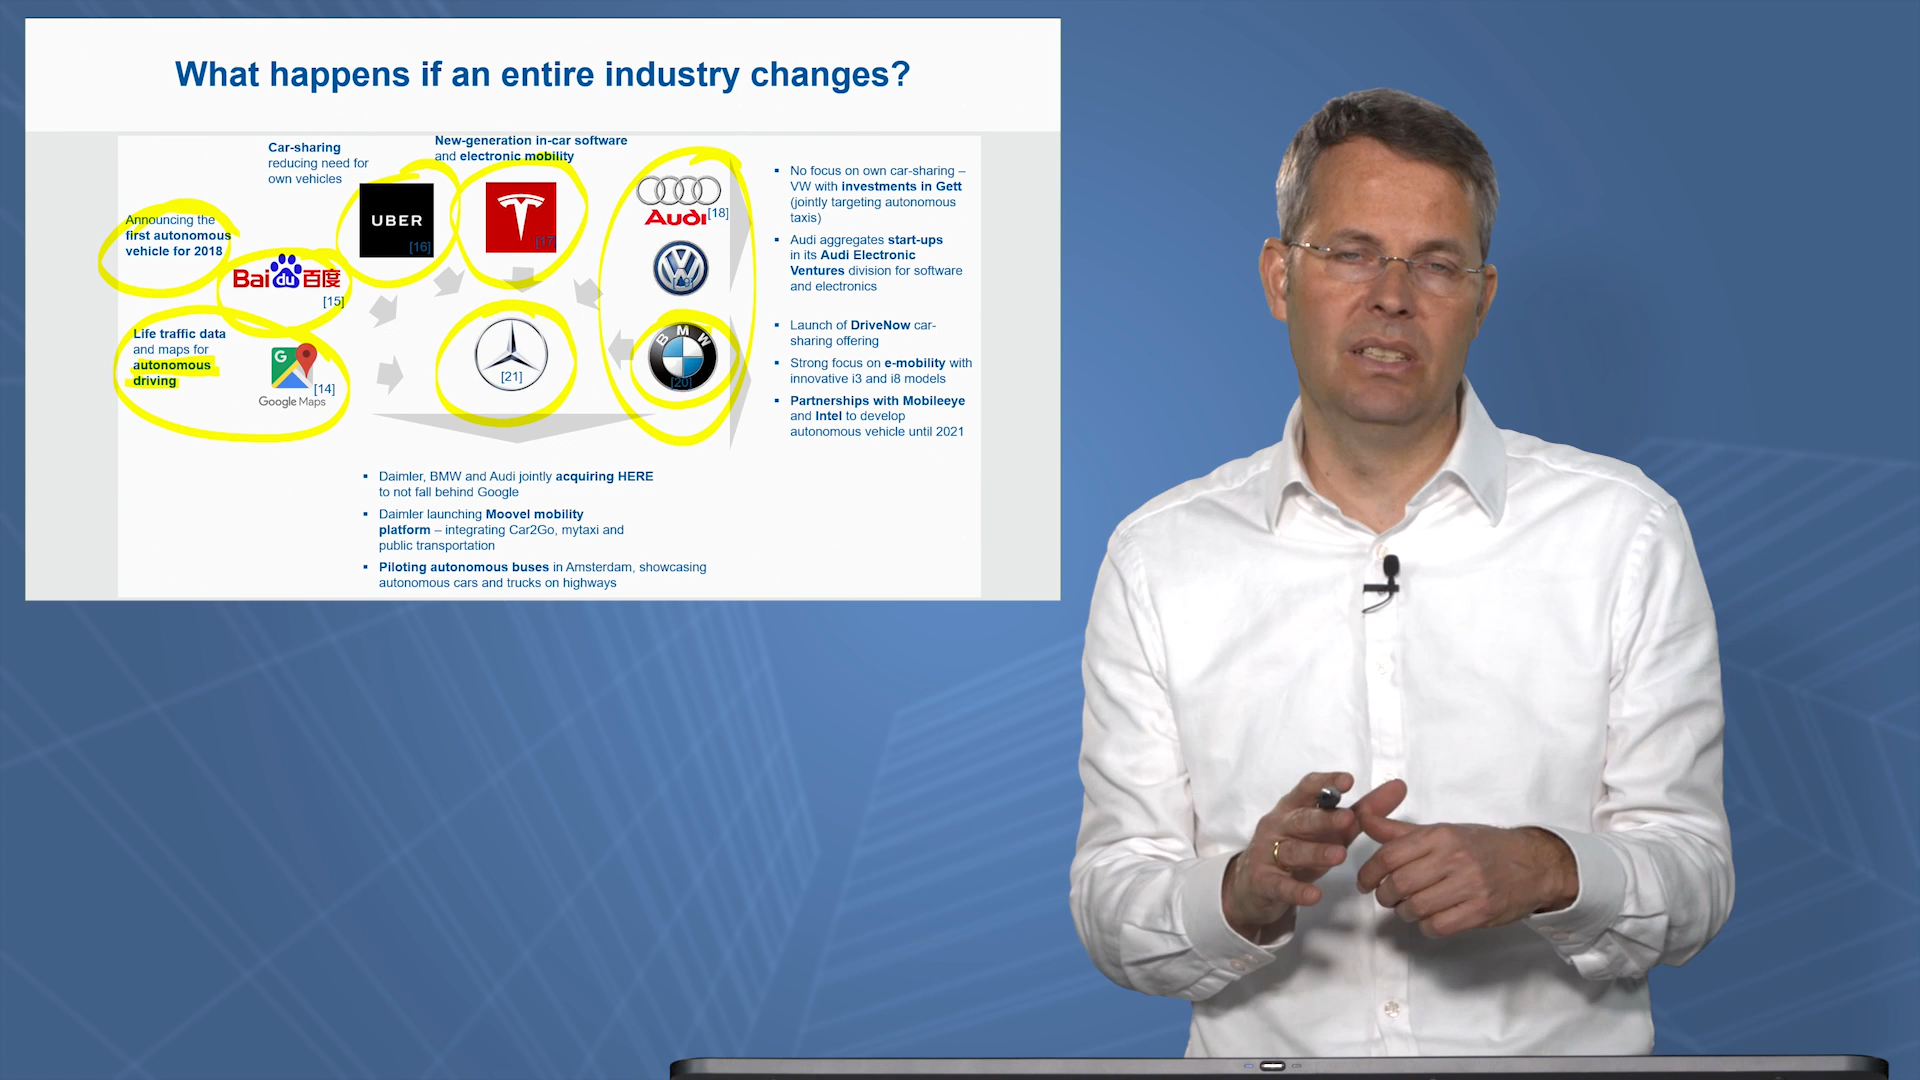 What happens if an entire industry changes?
Car-sharing
reducing need for
own vehicles
New-generation in-car software
and electronic mobility
Announcing the
first autonomous
vehicle for 2018
Baidu百度
[15]
UBER
[16]
[17]
Audi
[18]
[19]
Life traffic data
and maps for
autonomous
driving
G
[14]
Google Maps
[21]
BMW
[20]
▪ No focus on own car-sharing –
VW with investments in Gett
(jointly targeting autonomous
taxis)
▪ Audi aggregates start-ups
in its Audi Electronic
Ventures division for software
and electronics
▪ Launch of DriveNow car-
sharing offering
▪ Strong focus on e-mobility with
innovative i3 and i8 models
▪ Partnerships with Mobileeye
and Intel to develop
autonomous vehicle until 2021
▪ Daimler, BMW and Audi jointly acquiring HERE
to not fall behind Google
▪ Daimler launching Moovel mobility
platform – integrating Car2Go, mytaxi and
public transportation
▪ Piloting autonomous buses in Amsterdam, showcasing
autonomous cars and trucks on highways